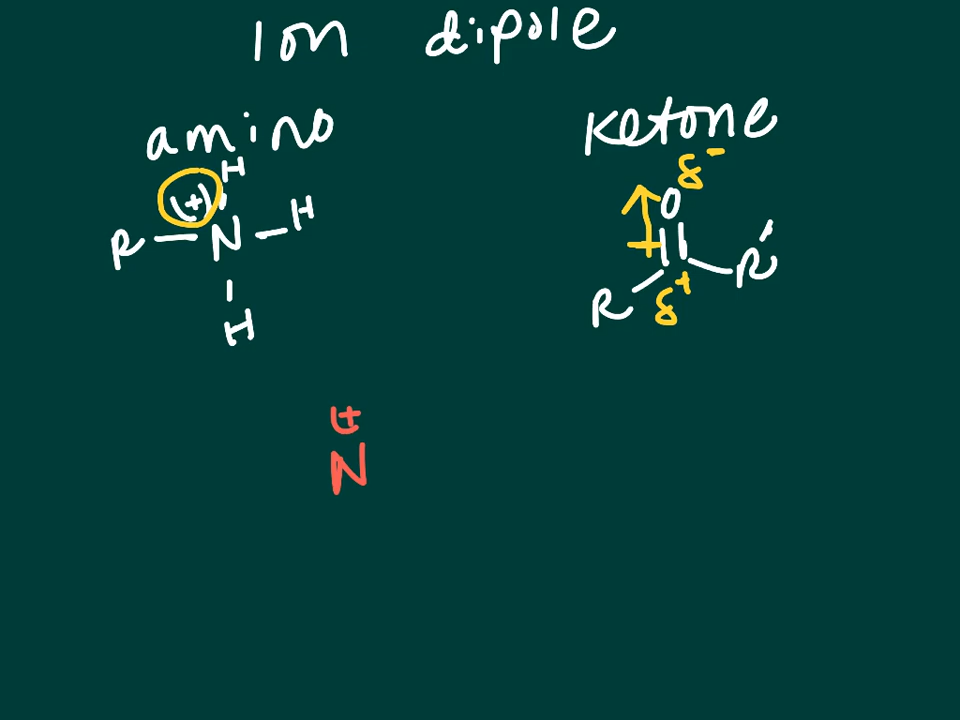 Ion dipole
amino ketone
H δ-
(+) O
R N H R'
R δ+
H
(+
N